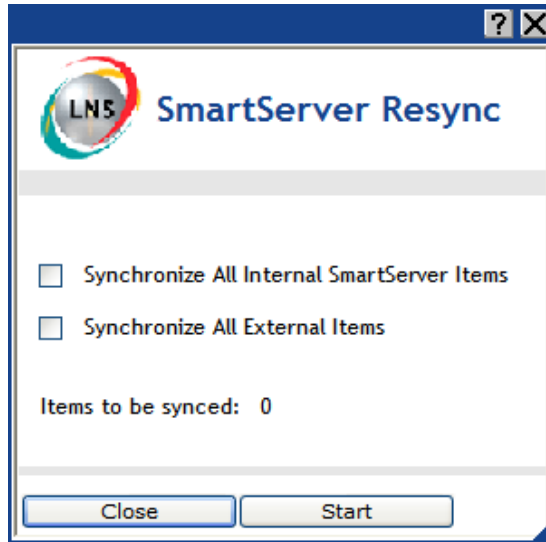 ?
LNS
SmartServer Resync
Synchronize All Internal SmartServer Items
Synchronize All External Items
Items to be synced: 0
Close Start